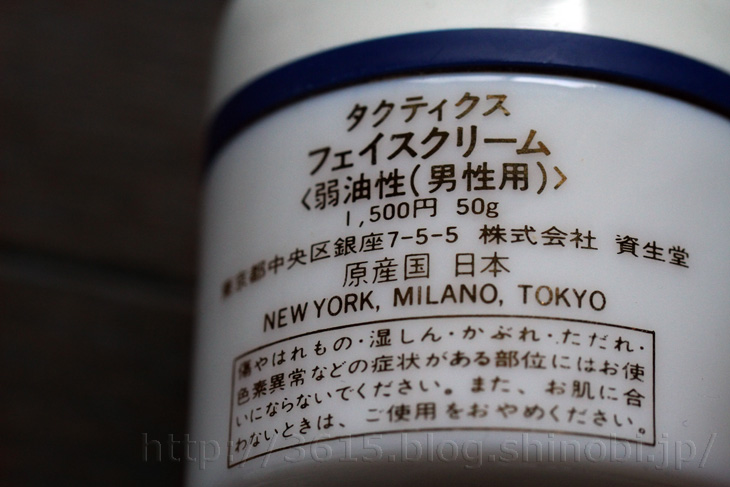 タクティクス
フェイスクリーム
<弱油性(男性用)>
1,500円 50g
東京都中央区銀座7-5-5 株式会社 資生堂
原産国 日本
NEW YORK, MILANO, TOKYO
傷やはれもの・湿しん・かぶれ・ただれ・
色素異常などの症状がある部位にはお使
いにならないでください。また、お肌に合
わないときは、ご使用をおやめください。
http://3615.blog.shinobi.jp/